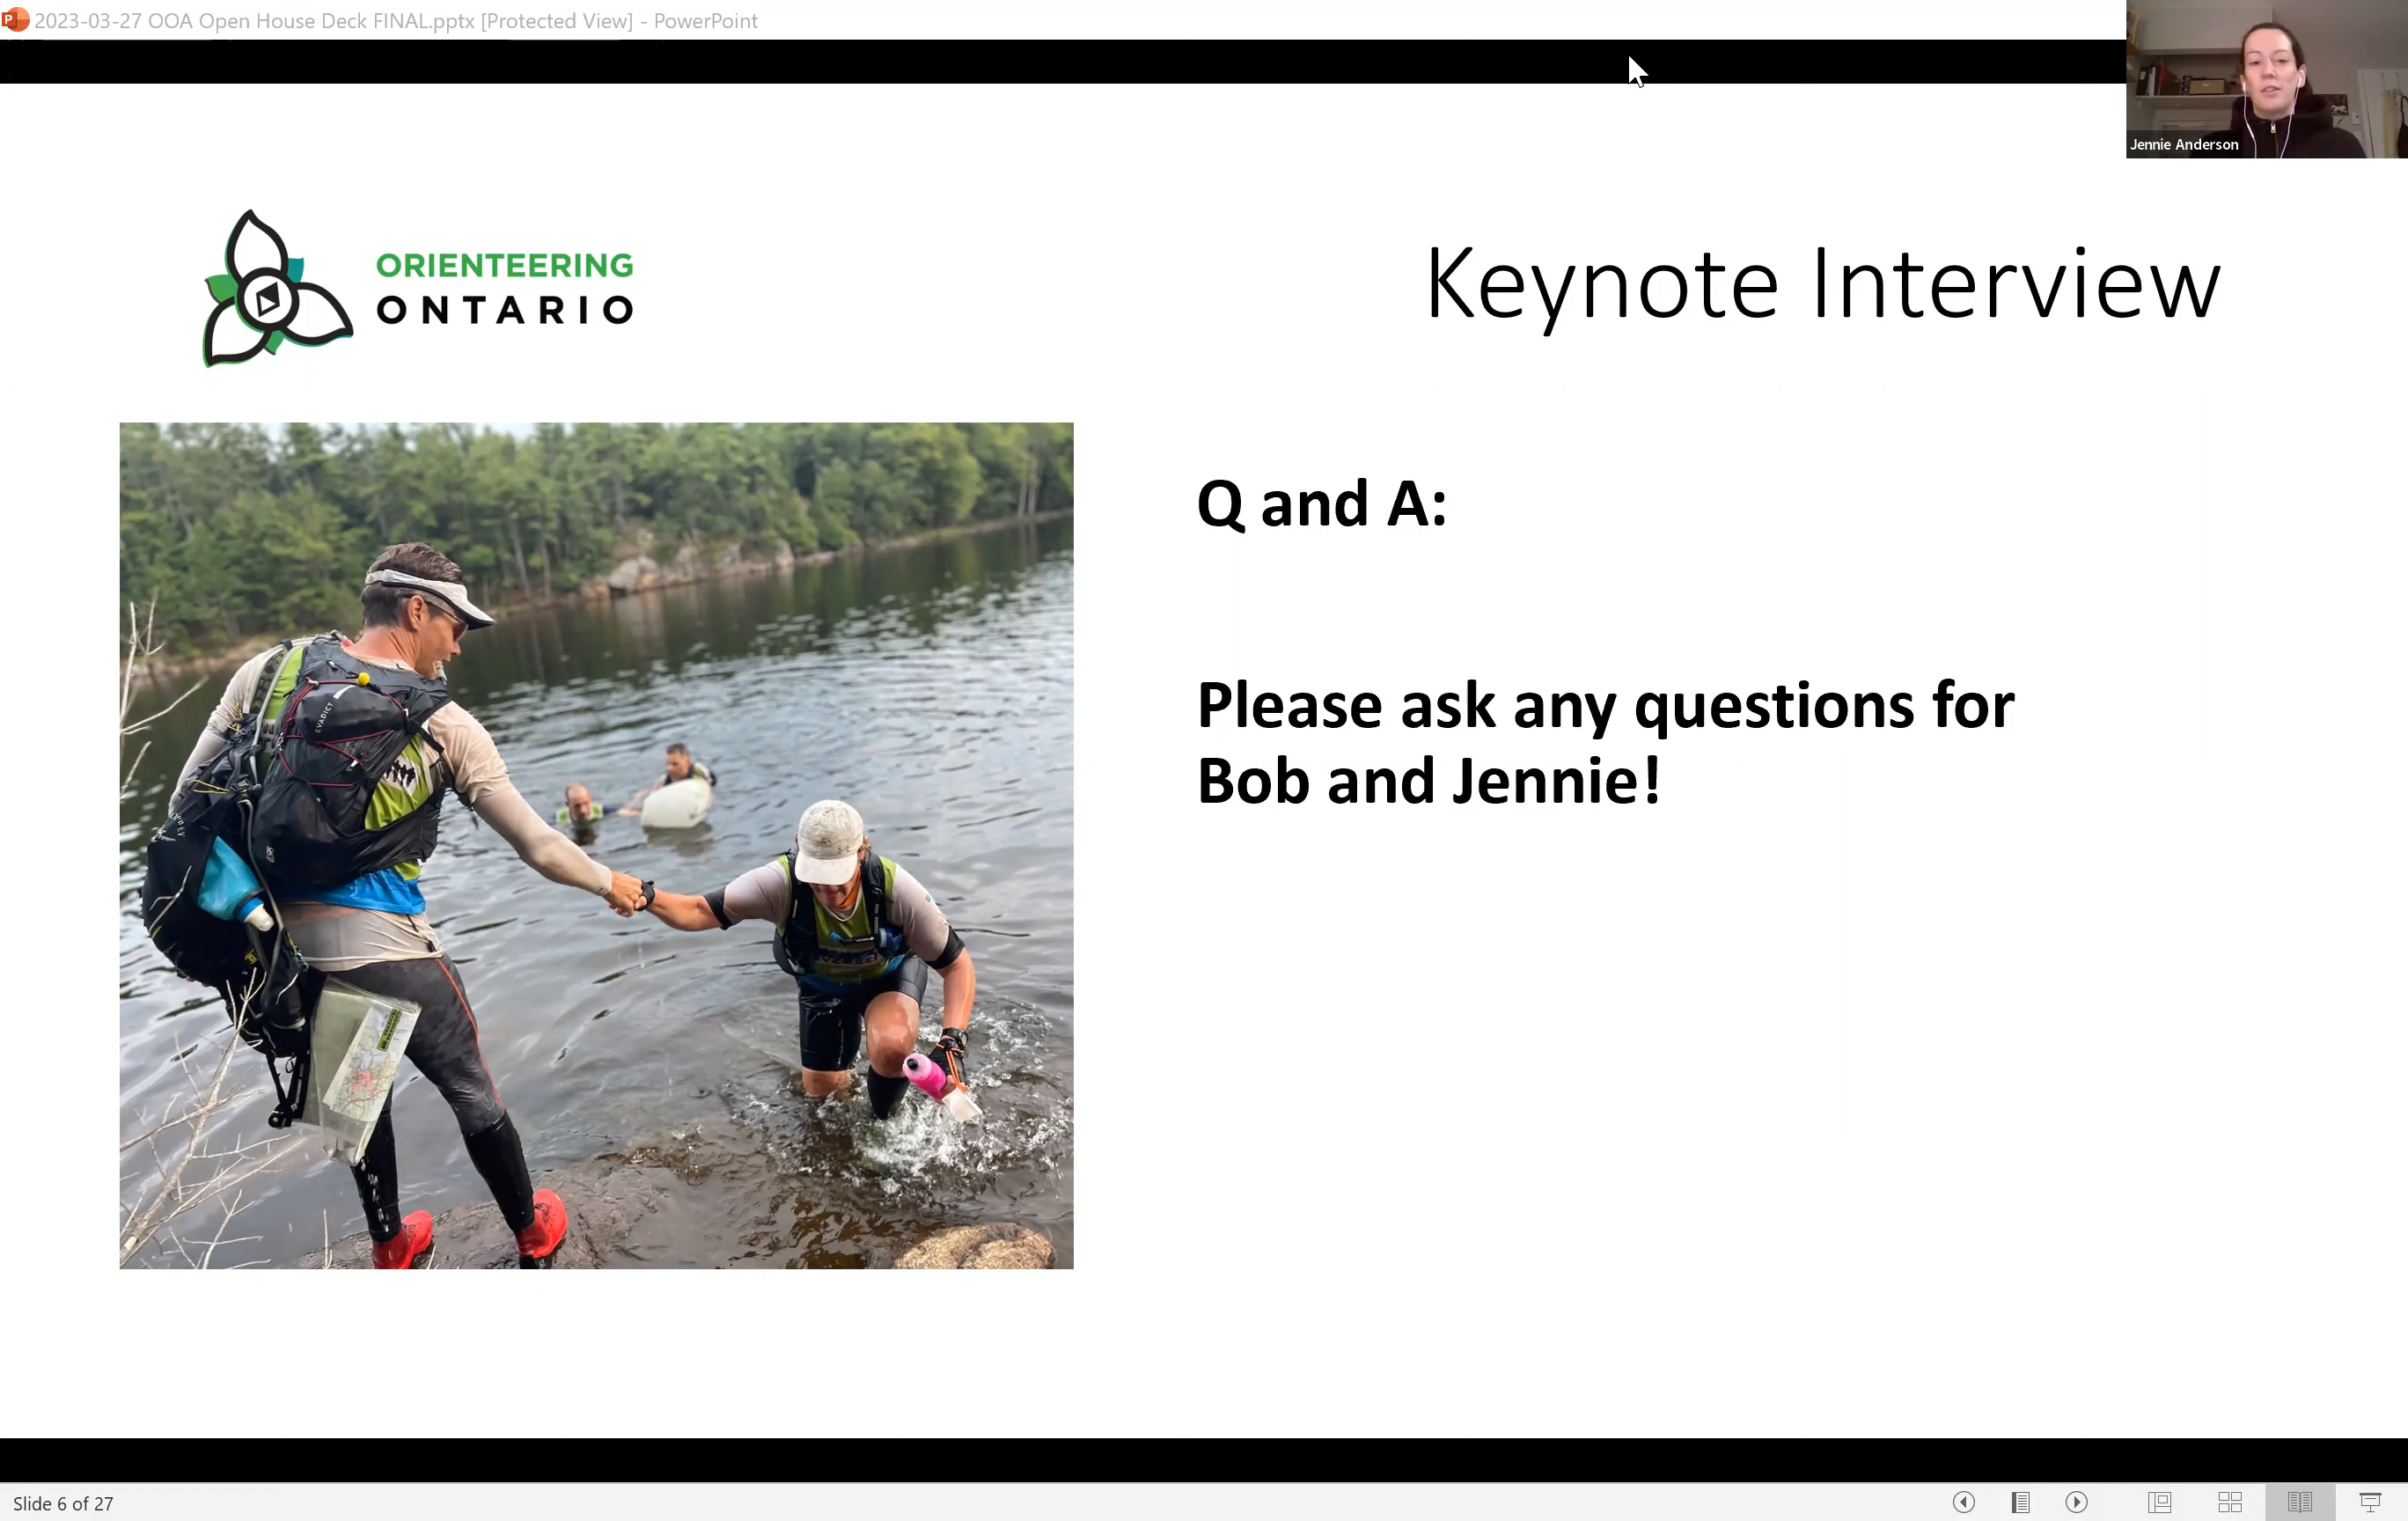 2023-03-27 OOA Open House Deck FINAL.pptx [Protected View] - PowerPoint
Jennie Anderson
ORIENTEERING
ONTARIO
Keynote Interview
Q and A:
Please ask any questions for
Bob and Jennie!
EVADICT
Slide 6 of 27